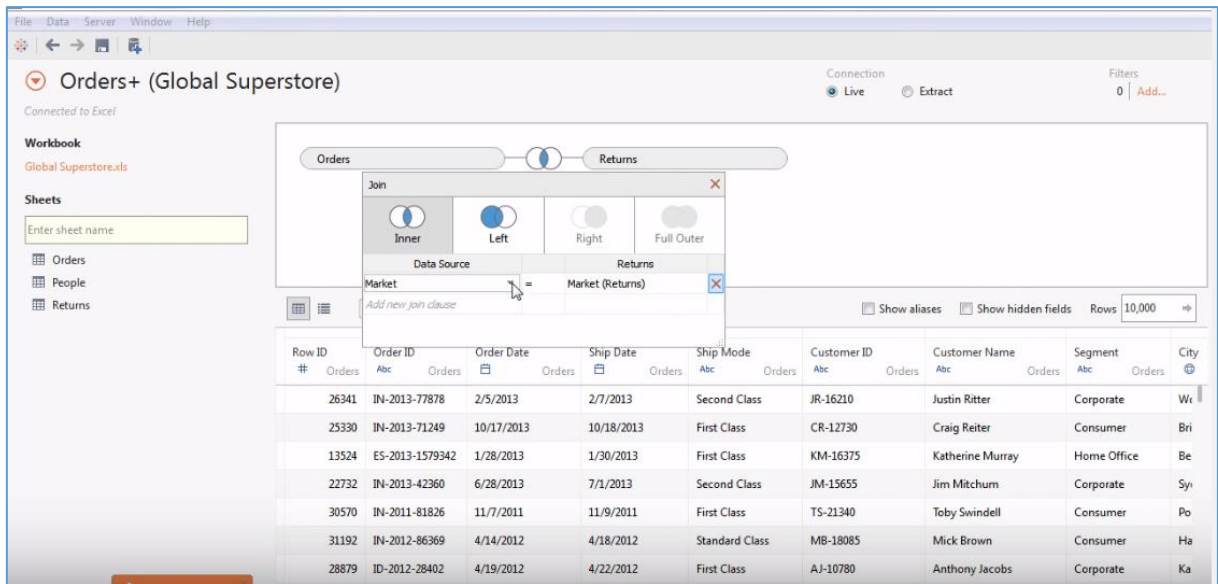 File Data Server Window Help
Orders+ (Global Superstore)
Connection
Live Extract
Filters
0 Add...
Connected to Excel
Workbook
Global Superstore.xls
Sheets
Enter sheet name
Orders
People
Returns
Orders Returns
Join
Inner Left Right Full Outer
Data Source Returns
Market = Market (Returns)
Add new join clause
Show aliases Show hidden fields Rows 10,000
Row ID Order ID Order Date Ship Date Ship Mode Customer ID Customer Name Segment City
# Orders Abc Orders Orders Orders Abc Orders Abc Orders Abc Orders Abc Orders
26341 IN-2013-77878 2/5/2013 2/7/2013 Second Class JR-16210 Justin Ritter Corporate
25330 IN-2013-71249 10/17/2013 10/18/2013 First Class CR-12730 Craig Reiter Consumer Bri
13524 ES-2013-1579342 1/28/2013 1/30/2013 First Class KM-16375 Katherine Murray Home Office Be
22732 IN-2013-42360 6/28/2013 7/1/2013 Second Class JM-15655 Jim Mitchum Corporate Sy
30570 IN-2011-81826 11/7/2011 11/9/2011 First Class TS-21340 Toby Swindell Consumer Po
31192 IN-2012-86369 4/14/2012 4/18/2012 Standard Class MB-18085 Mick Brown Consumer Ha
28879 ID-2012-28402 4/19/2012 4/22/2012 First Class AJ-10780 Anthony Jacobs Corporate Ka